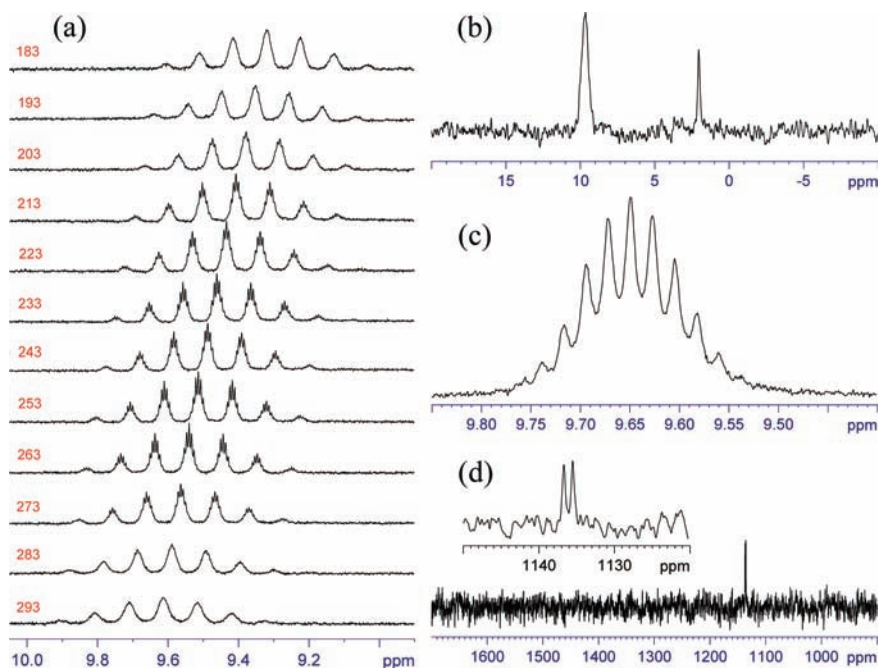 (a)
183
193
203
213
223
233
243
253
263
273
283
293
10.0 9.8 9.6 9.4 9.2 ppm
(b)
15 10 5 0 -5 ppm
(c)
9.80 9.75 9.70 9.65 9.60 9.55 9.50 ppm
(d)
1140 1130 ppm
1600 1500 1400 1300 1200 1100 1000 ppm